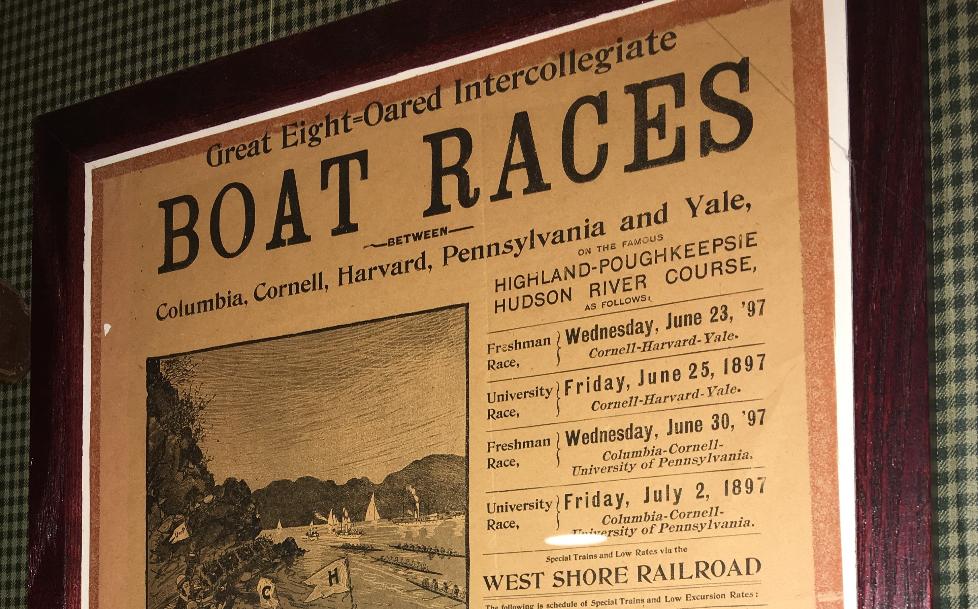 Great Eight=Oared Intercollegiate
BOAT RACES
BETWEEN
Columbia, Cornell, Harvard, Pennsylvania and Yale,
ON THE FAMOUS
HIGHLAND-POUGHKEEPSIE
HUDSON RIVER COURSE,
AS FOLLOWS:
Freshman Race, } Wednesday, June 23, '97
Cornell-Harvard-Yale.
University Race, } Friday, June 25, 1897
Cornell-Harvard-Yale.
Freshman Race, } Wednesday, June 30, '97
Columbia-Cornell-
University of Pennsylvania.
University Race, } Friday, July 2, 1897
Columbia-Cornell-
University of Pennsylvania.
Special Trains and Low Rates via the
WEST SHORE RAILROAD
The following is schedule of Special Trains and Low Excursion Rates:
H
C